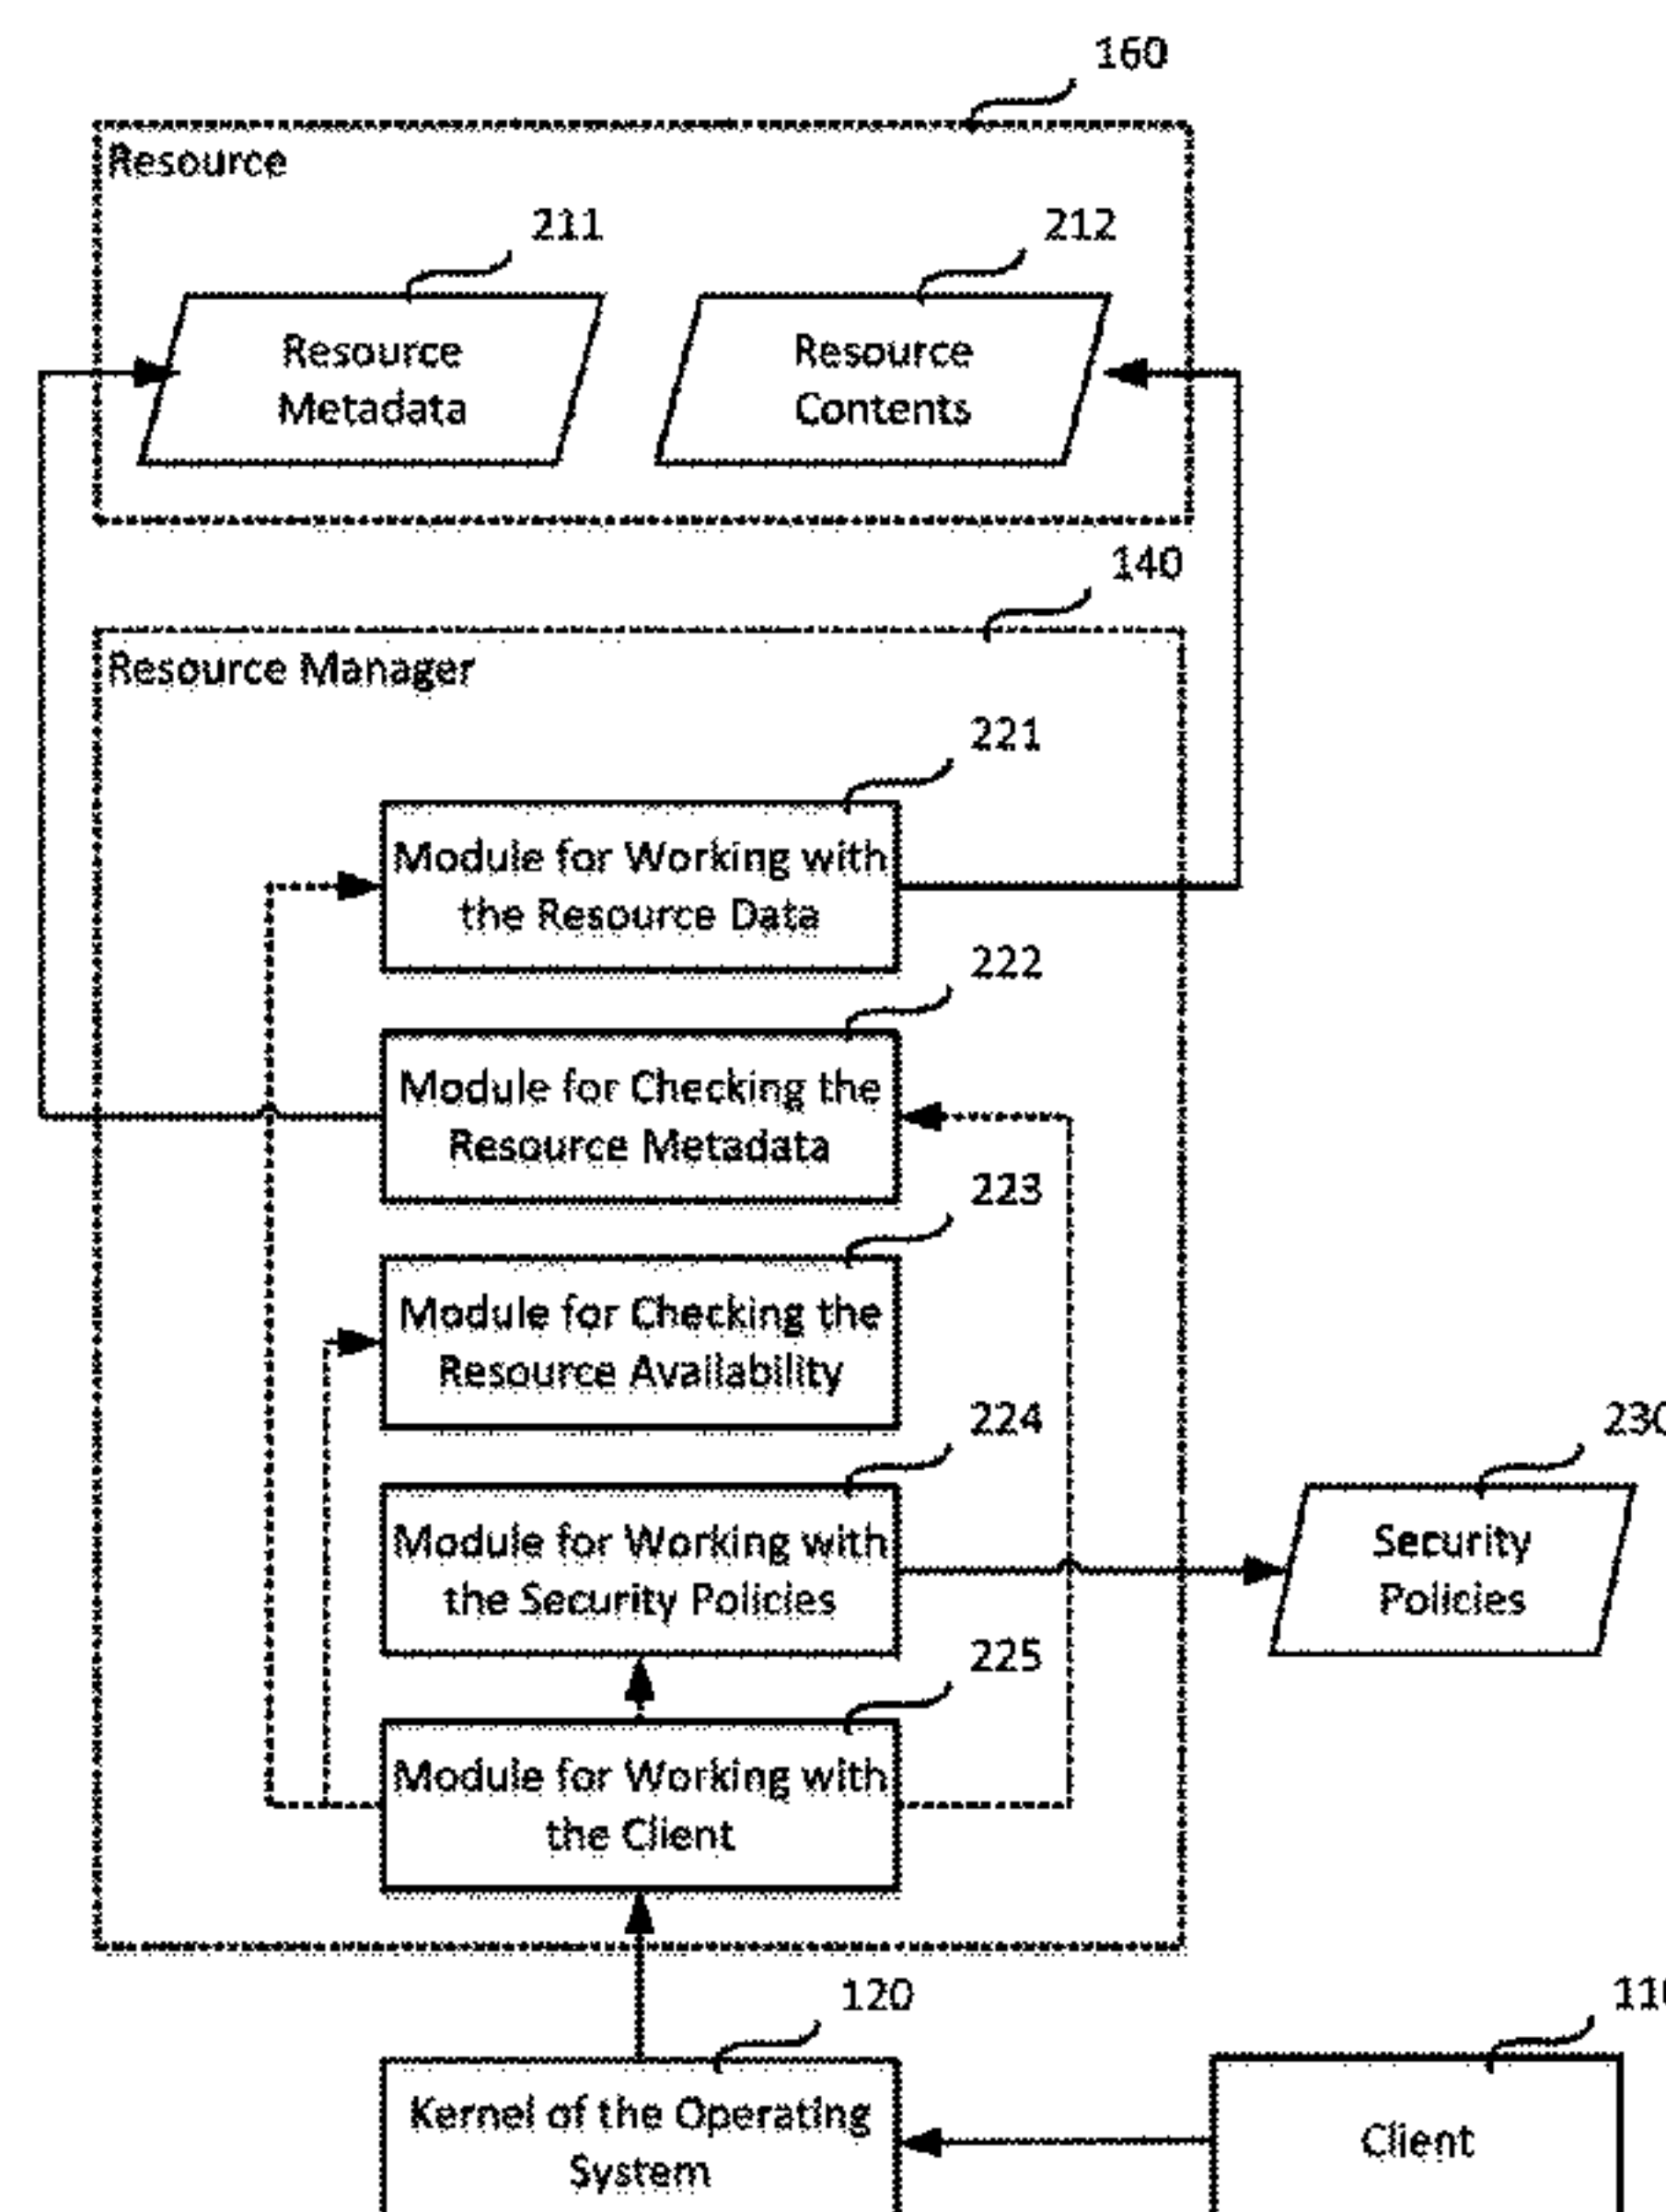 160
Resource
211
212
Resource
Metadata
Resource
Contents
140
Resource Manager
221
Module for Working with
the Resource Data
222
Module for Checking the
Resource Metadata
223
Module for Checking the
Resource Availability
224
230
Module for Working with
the Security Policies
Security
Policies
225
Module for Working with
the Client
120
110
Kernel of the Operating
System
Client